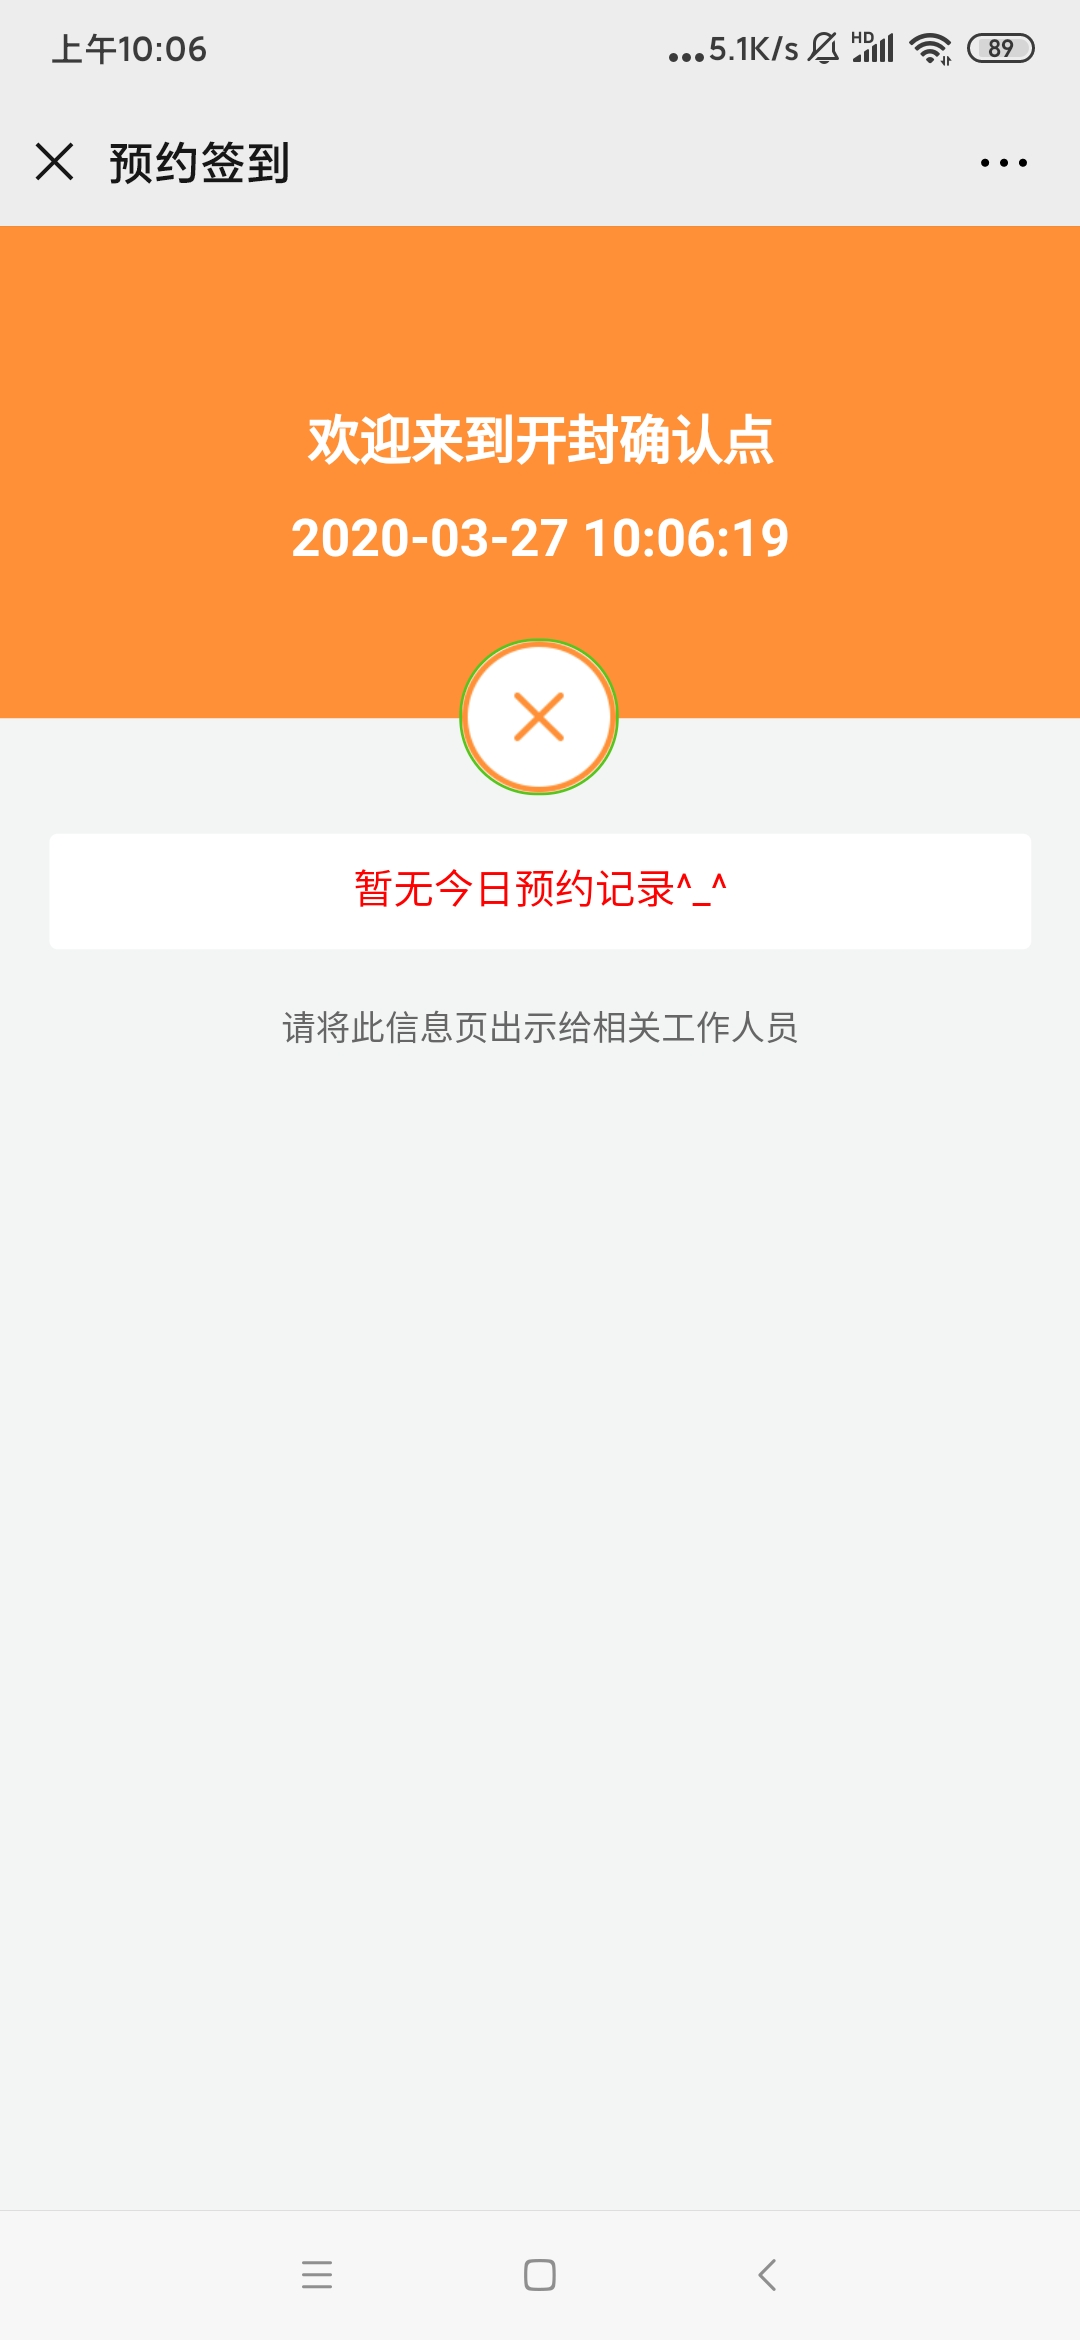 上午10:06
...5.1K/s HD 89
预约签到
欢迎来到开封确认点
2020-03-27 10:06:19
暂无今日预约记录^_^
请将此信息页出示给相关工作人员